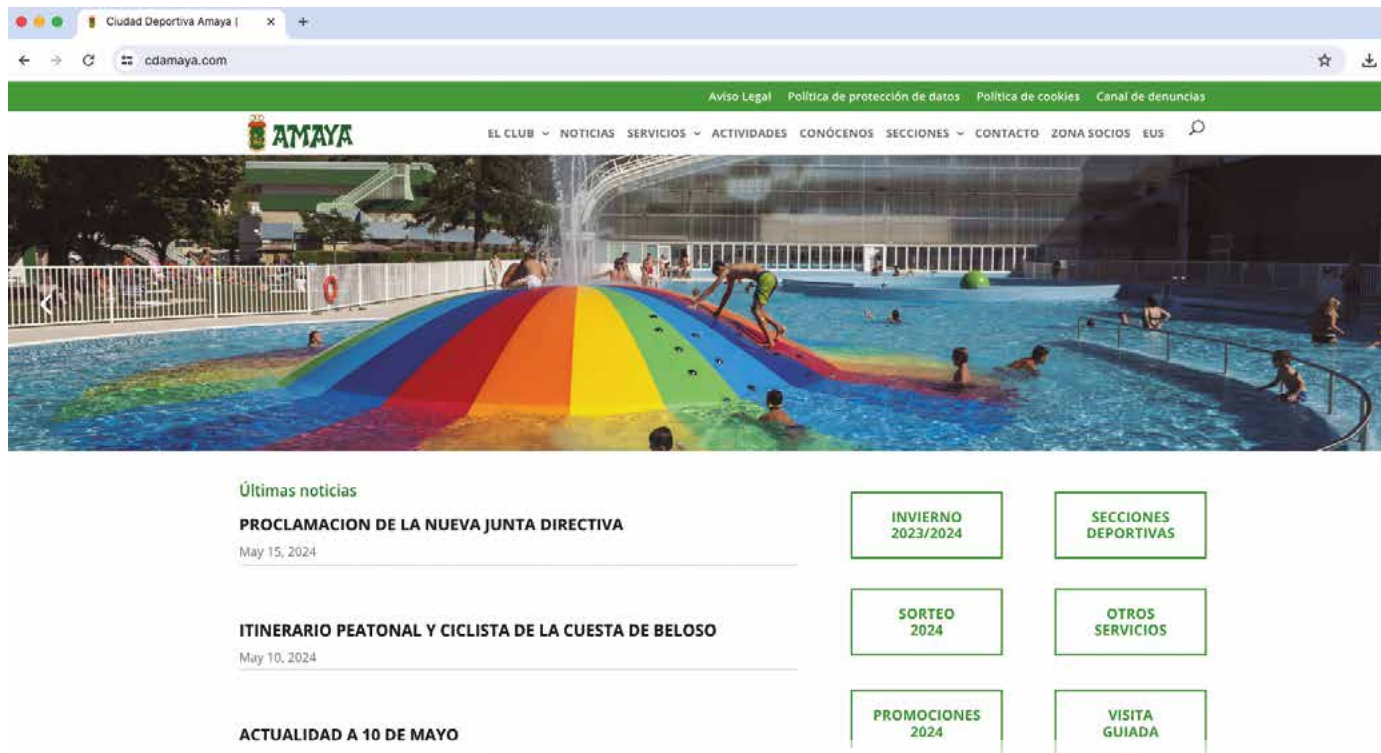 Ciudad Deportiva Amaya |
cdamaya.com
Aviso Legal Política de protección de datos Política de cookies Canal de denuncias
AMAYA
EL CLUB NOTICIAS SERVICIOS ACTIVIDADES CONÓCENOS SECCIONES CONTACTO ZONA SOCIOS EUS
Últimas noticias
PROCLAMACION DE LA NUEVA JUNTA DIRECTIVA
May 15, 2024
ITINERARIO PEATONAL Y CICLISTA DE LA CUESTA DE BELOSO
May 10, 2024
ACTUALIDAD A 10 DE MAYO
INVIERNO
2023/2024
SECCIONES
DEPORTIVAS
SORTEO
2024
OTROS
SERVICIOS
PROMOCIONES
2024
VISITA
GUIADA